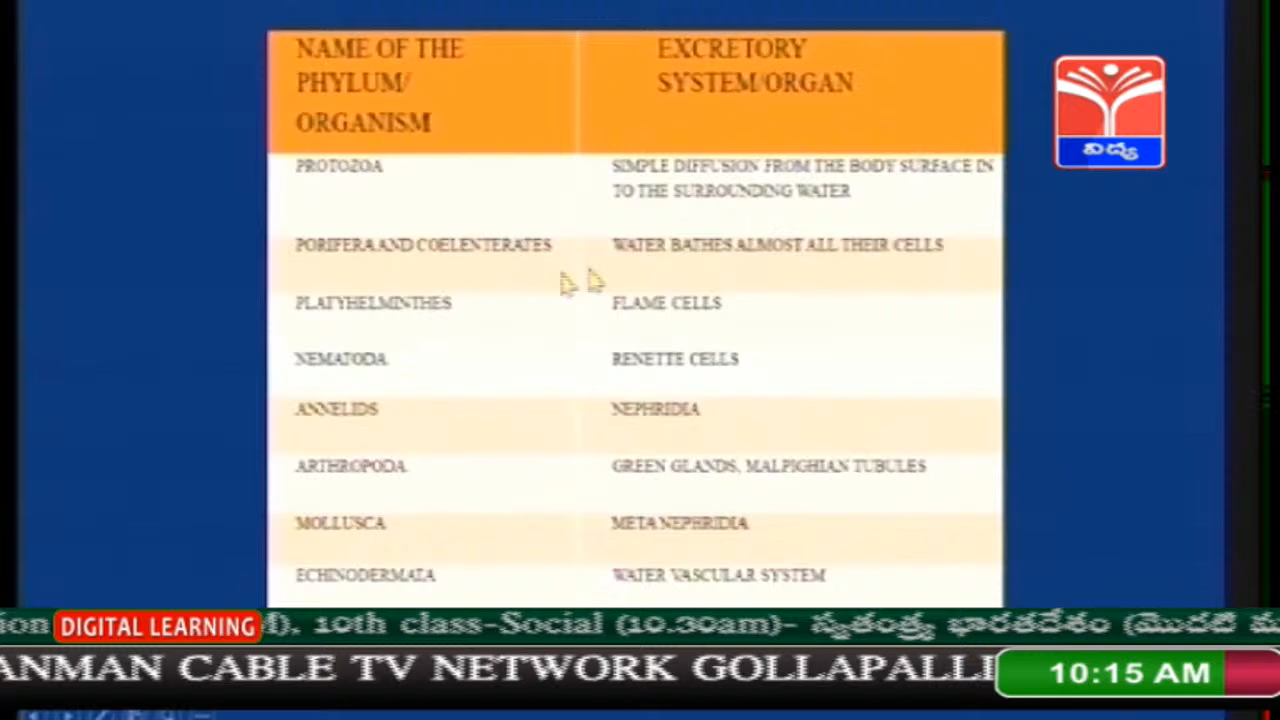 NAME OF THE
PHYLUM/
ORGANISM
EXCRETORY
SYSTEM/ORGAN
విద్య
PROTOZOA
SIMPLE DIFFUSION FROM THE BODY SURFACE IN
TO THE SURROUNDING WATER
PORIFERA AND COELENTERATES
WATER BATHES ALMOST ALL THEIR CELLS
PLATYHELMINTHES
FLAME CELLS
NEMATODA
RENETTE CELLS
ANNELIDS
NEPHRIDIA
ARTHROPODA
GREEN GLANDS, MALPIGHIAN TUBULES
MOLLUSCA
META NEPHRIDIA
ECHINODERMATA
WATER VASCULAR SYSTEM
DIGITAL LEARNING 10th class-Social (10.30am)- స్వతంత్ర భారతదేశం (మొదటి
ANMAN CABLE TV NETWORK GOLLAPALLI
10:15 AM